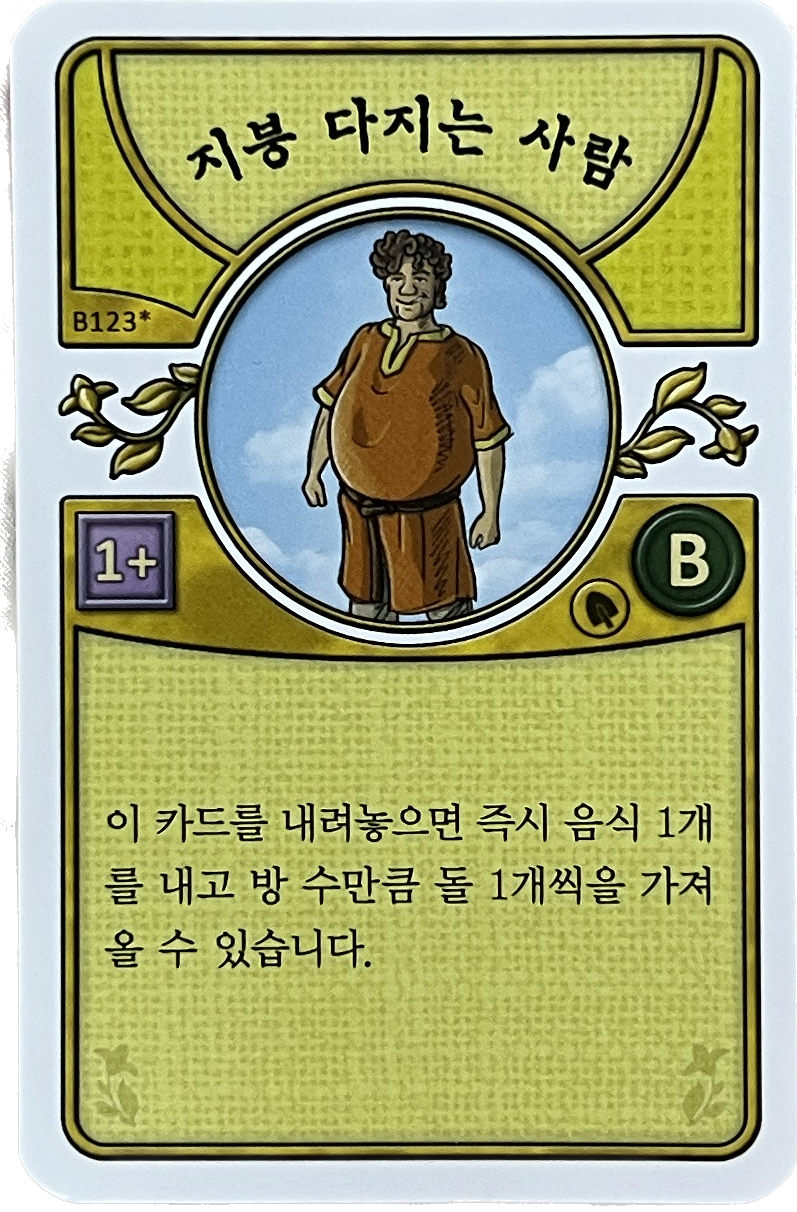 지붕 다지는 사람
B123*
1+
B
이 카드를 내려놓으면 즉시 음식 1개
를 내고 방 수만큼 돌 1개씩을 가져
올 수 있습니다.